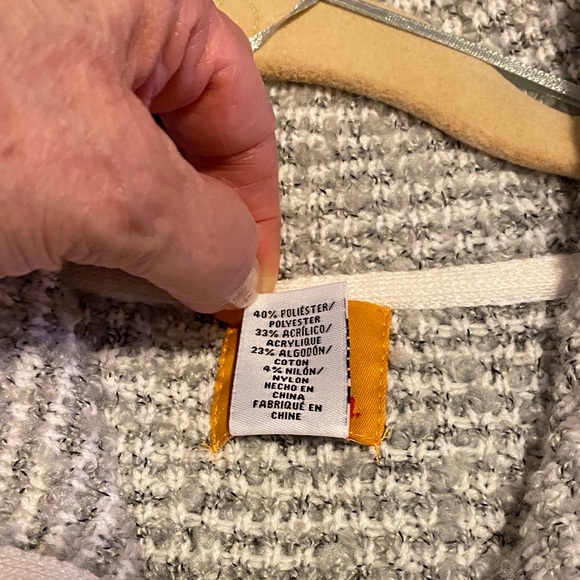 40% POLIÉSTER/
POLYESTER
33% ACRÍLICO/
ACRYLIQUE
23% ALGODÓN/
COTON
4% NILÓN/
NYLON
HECHO EN
CHINA
FABRIQUÉ EN
CHINE